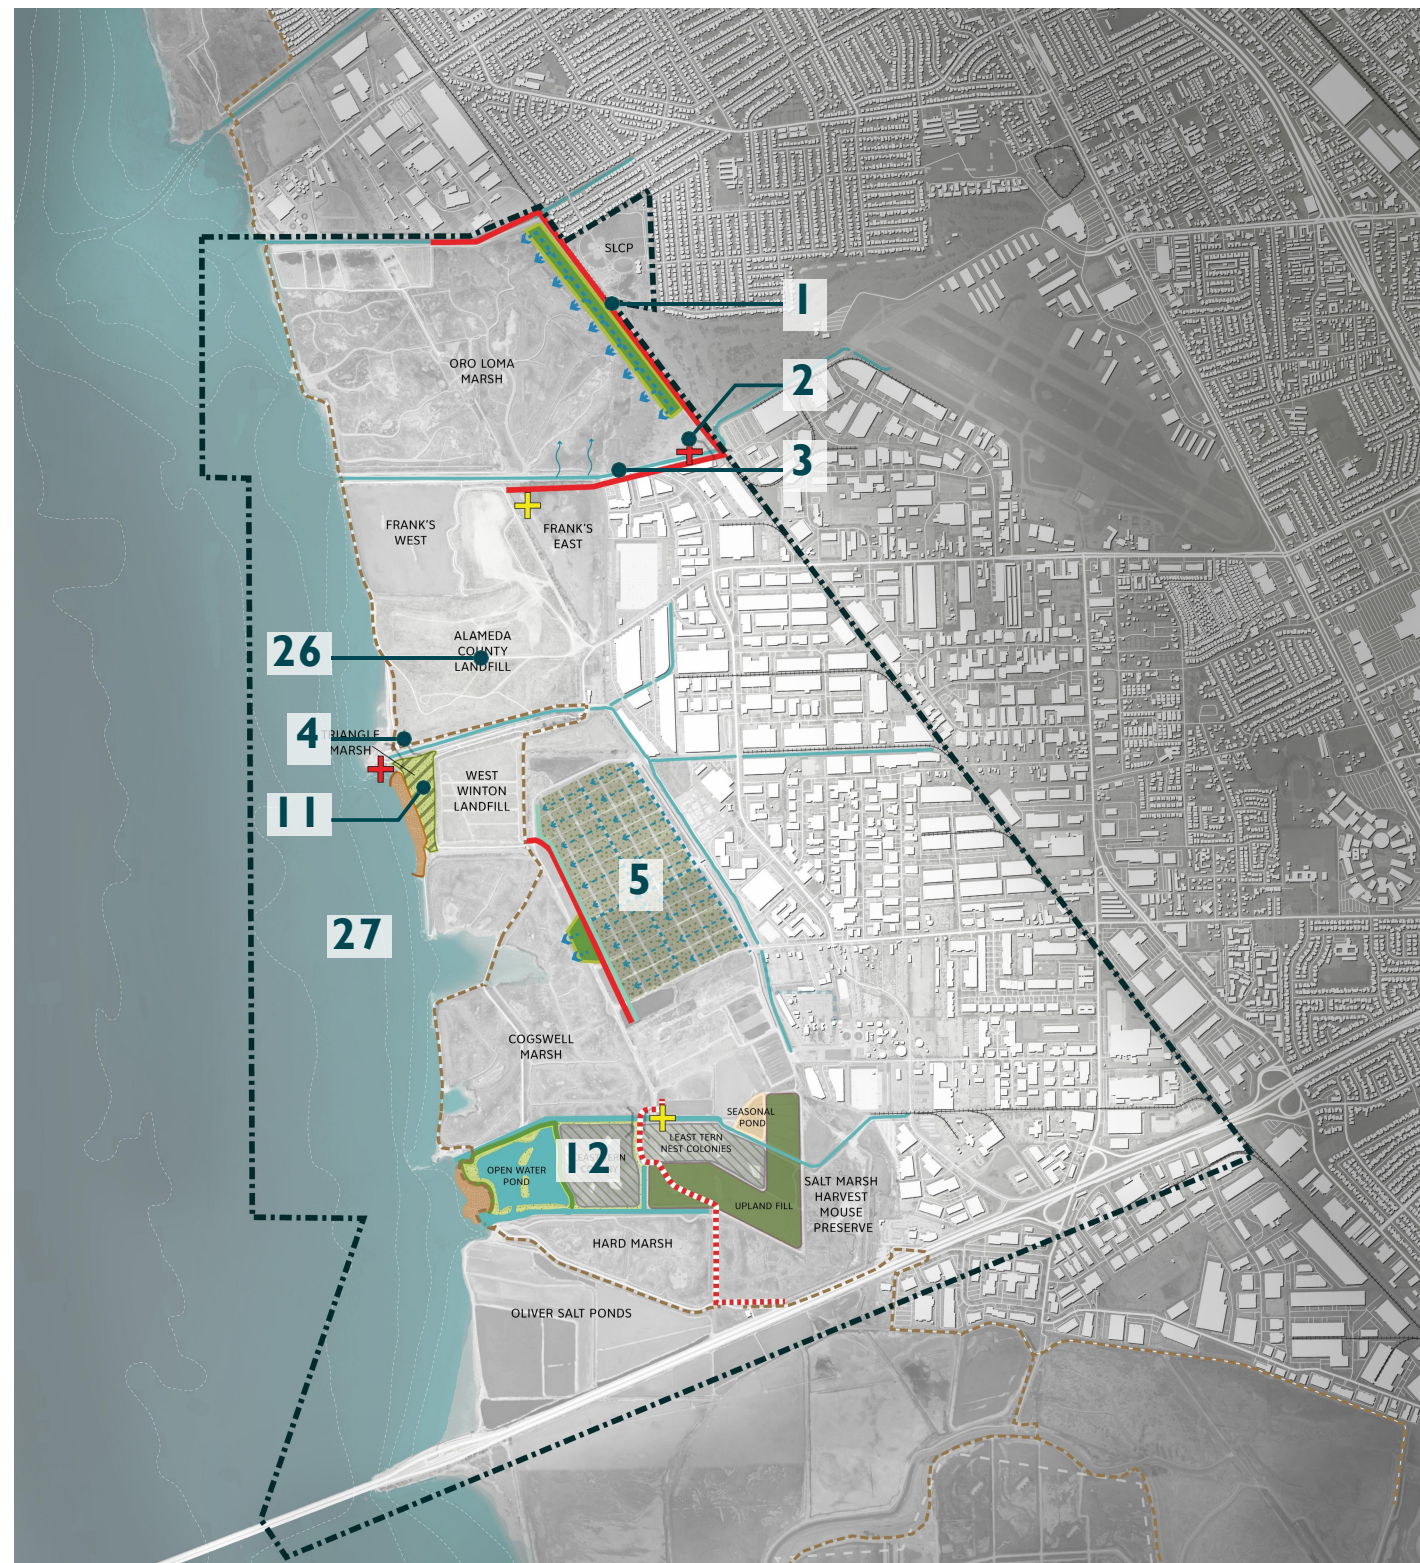 SLCP
1
ORO LOMA
MARSH
2
3
FRANK'S
WEST
FRANK'S
EAST
26
ALAMEDA
COUNTY
LANDFILL
4
TRIANGLE
MARSH
WEST
WINTON
LANDFILL
11
5
27
COGSWELL
MARSH
SEASONAL
POND
LEAST TERN
NEST COLONIES
12
OPEN WATER
POND
SALT MARSH
HARVEST
MOUSE
PRESERVE
UPLAND FILL
HARD MARSH
OLIVER SALT PONDS